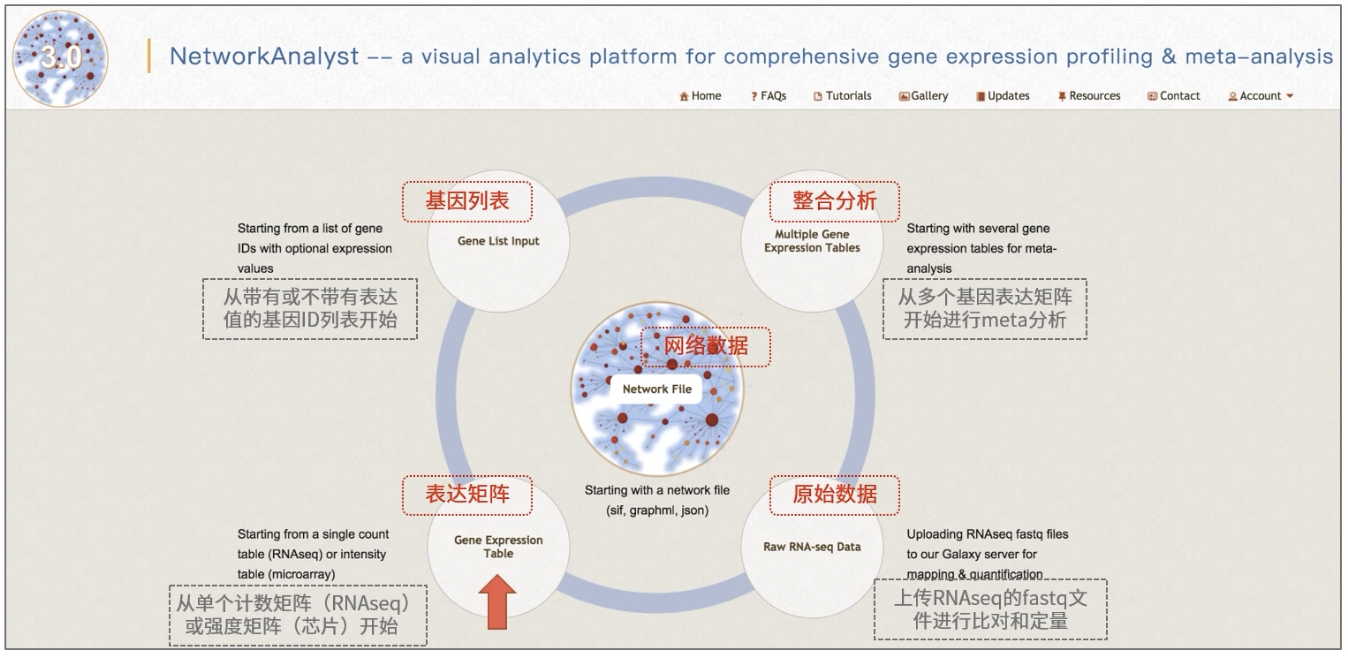 3.0
NetworkAnalyst -- a visual analytics platform for comprehensive gene expression profiling & meta-analysis
Home ? FAQs Tutorials Gallery Updates Resources Contact Account
基因列表
Gene List Input
Starting from a list of gene
IDs with optional expression
values
从带有或不带有表达
值的基因ID列表开始
整合分析
Multiple Gene
Expression Tables
Starting with several gene
expression tables for meta-
analysis
从多个基因表达矩阵
开始进行meta分析
网络数据
Network File
Starting with a network file
(sif, graphml, json)
表达矩阵
Gene Expression
Table
Starting from a single count
table (RNAseq) or intensity
table (microarray)
从单个计数矩阵（RNAseq）
或强度矩阵（芯片）开始
原始数据
Raw RNA-seq Data
Uploading RNAseq fastq files
to our Galaxy server for
mapping & quantification
上传RNAseq的fastq文
件进行比对和定量